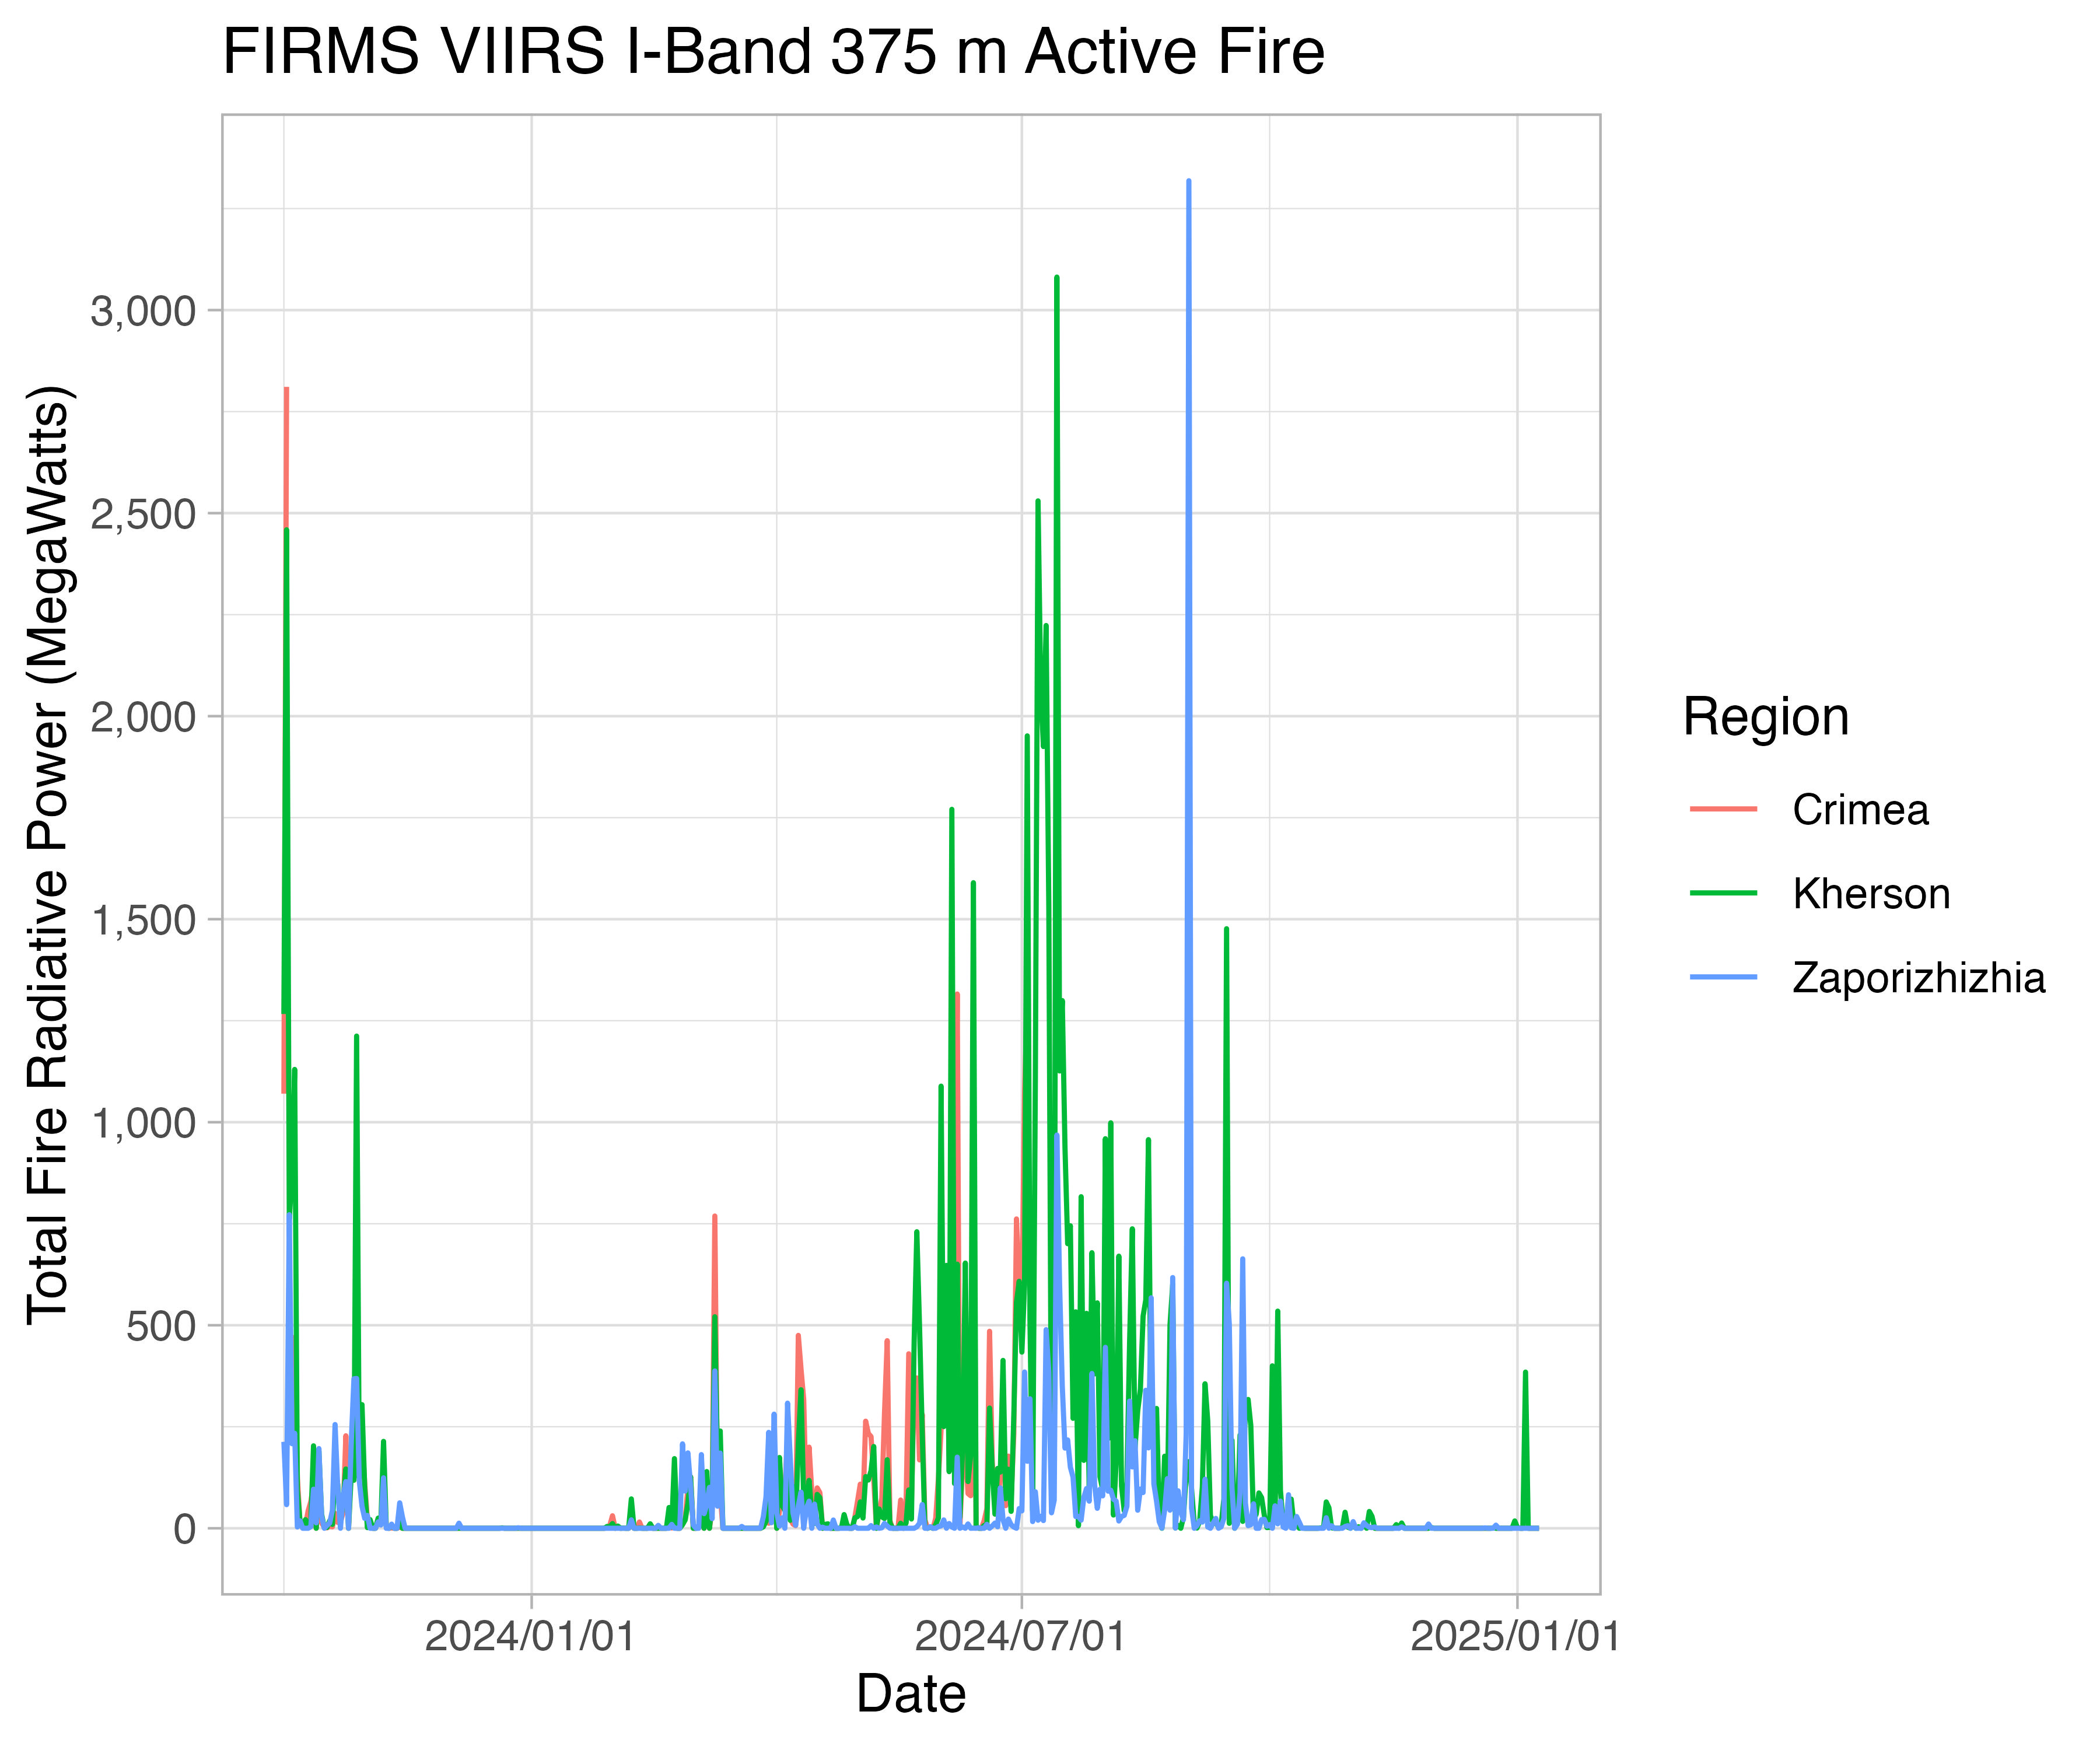 FIRMS VIIRS I-Band 375 m Active Fire
Total Fire Radiative Power (MegaWatts)
3,000
2,500
2,000
1,500
1,000
500
0
2024/01/01
2024/07/01
2025/01/01
Date
Region
Crimea
Kherson
Zaporizhizhia